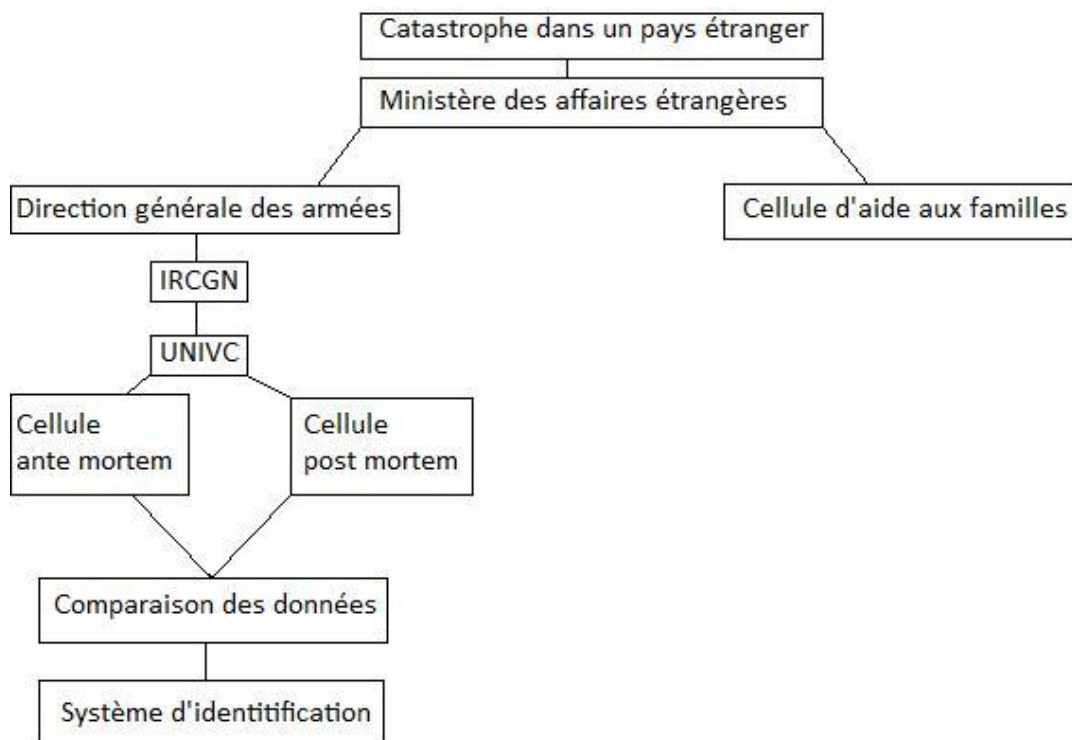 Catastrophe dans un pays étranger
Ministère des affaires étrangères
Direction générale des armées
Cellule d'aide aux familles
IRCGN
UNIVC
Cellule
ante mortem
Cellule
post mortem
Comparaison des données
Système d'identitification